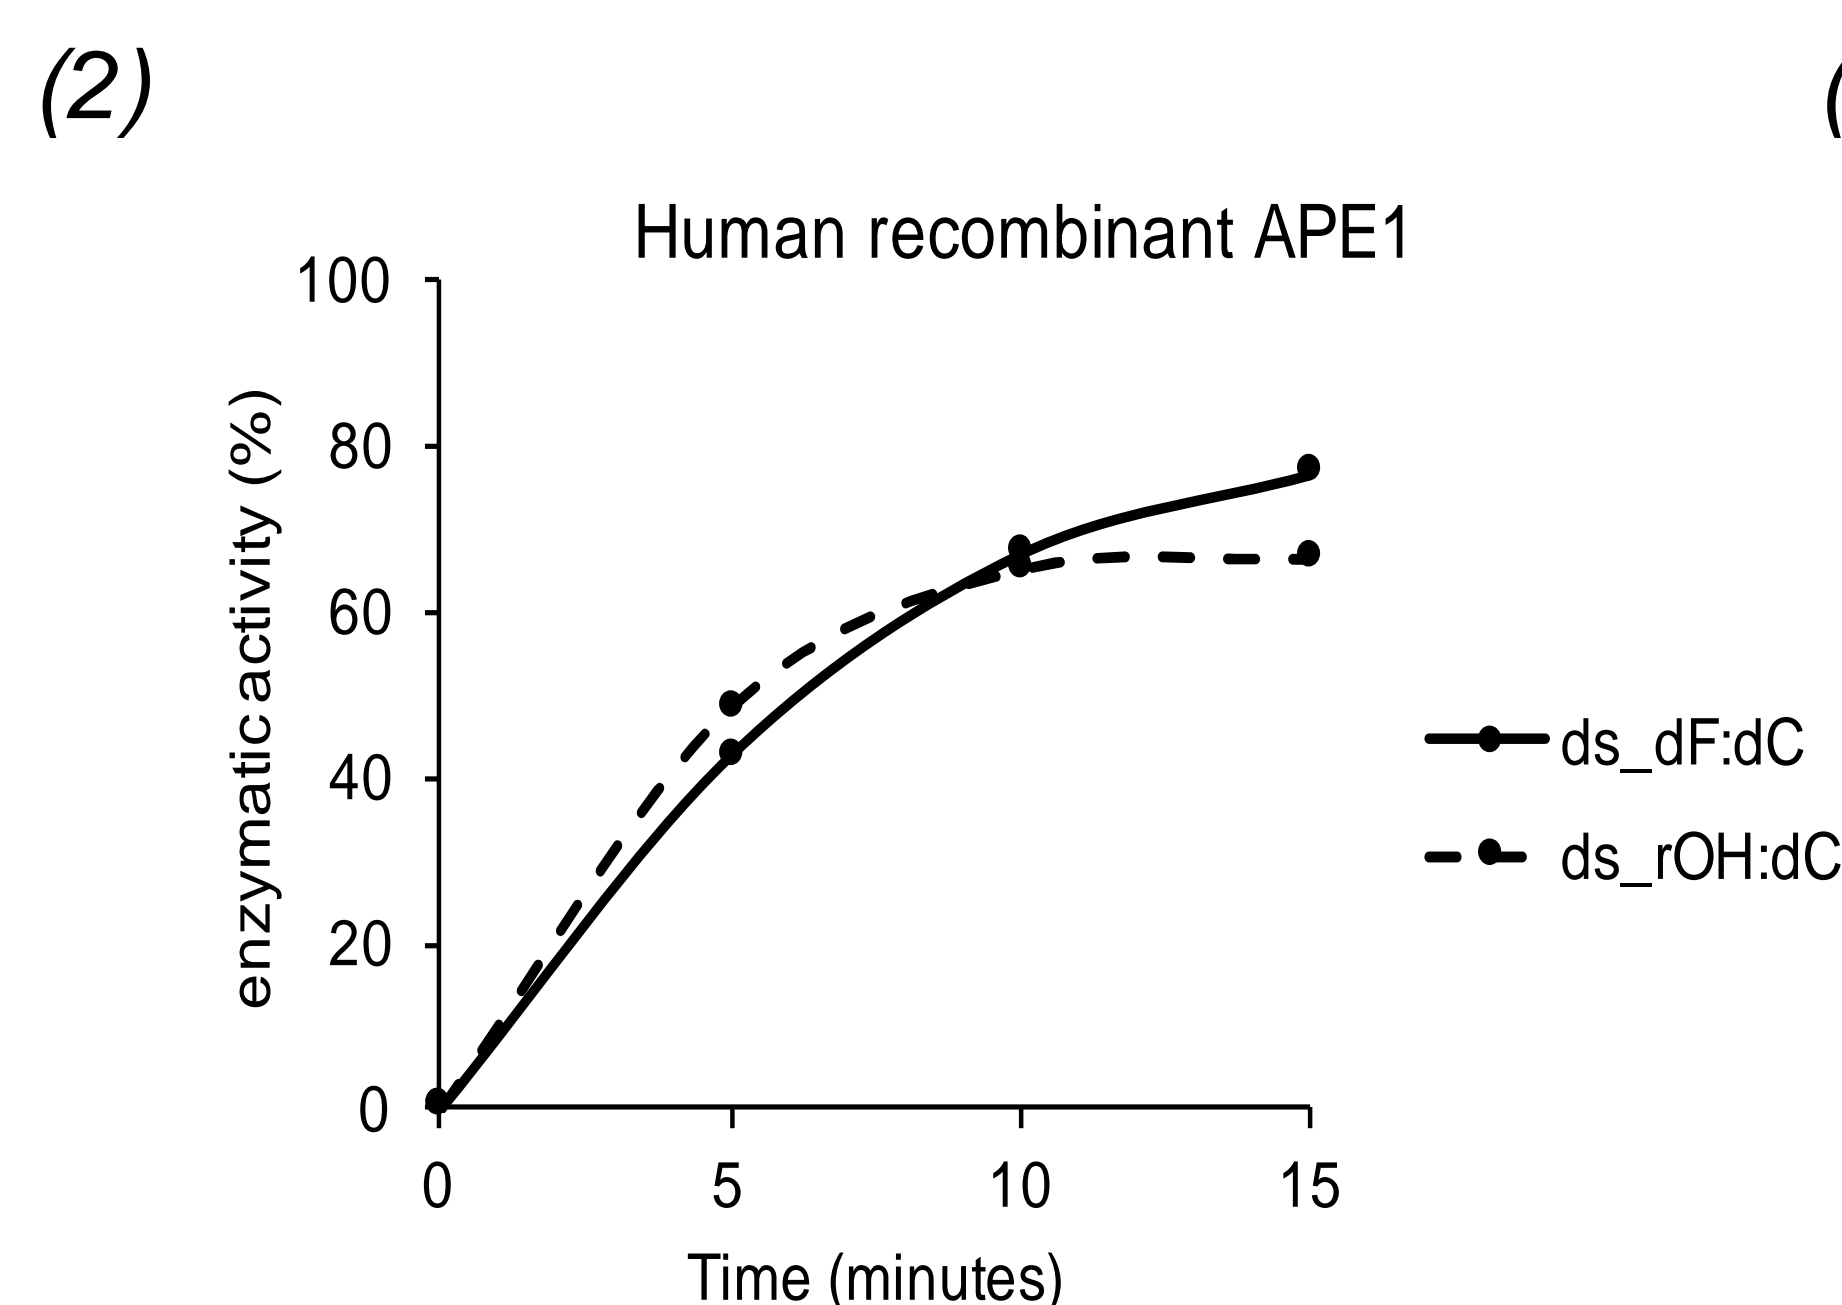 (2)
(
Human recombinant APE1
enzymatic activity (%)
100
80
60
40
20
0
0 5 10 15
Time (minutes)
ds_dF:dC
ds_rOH:dC